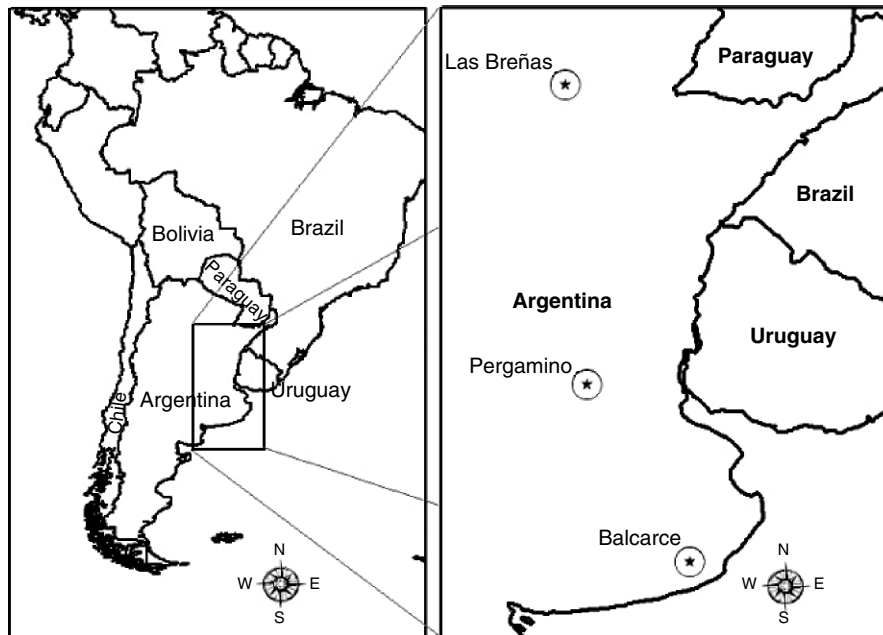 Bolivia
Brazil
Paraguay
Chile
Argentina
Uruguay
N
W
E
S
Las Breñas
Paraguay
Brazil
Argentina
Uruguay
Pergamino
Balcarce
N
W
E
S